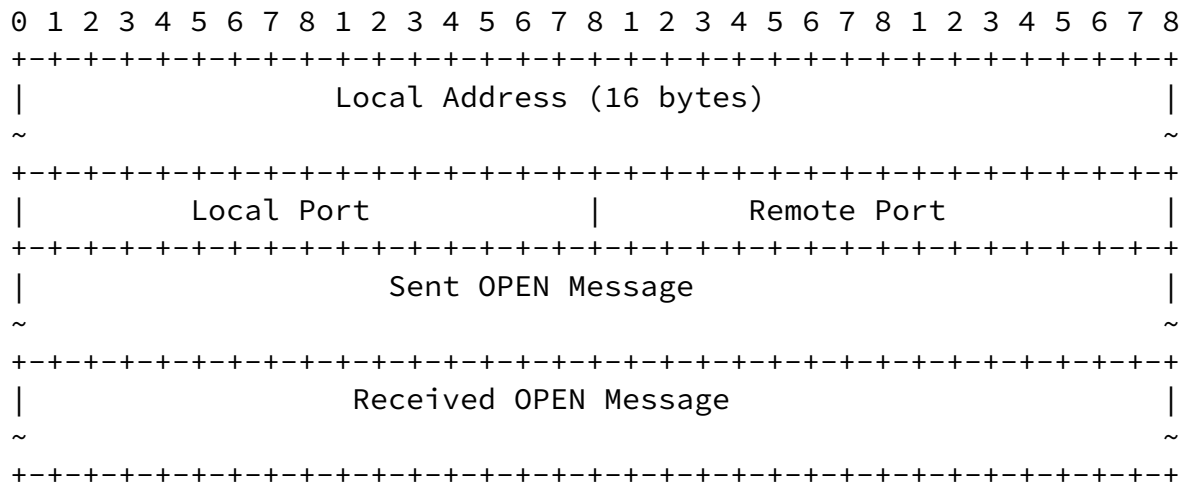 0 1 2 3 4 5 6 7 8 1 2 3 4 5 6 7 8 1 2 3 4 5 6 7 8 1 2 3 4 5 6 7 8
+-+-+-+-+-+-+-+-+-+-+-+-+-+-+-+-+-+-+-+-+-+-+-+-+-+-+-+-+-+-+-+-+
|                 Local Address (16 bytes)                      |
~                                                               ~
+-+-+-+-+-+-+-+-+-+-+-+-+-+-+-+-+-+-+-+-+-+-+-+-+-+-+-+-+-+-+-+-+
|         Local Port            |        Remote Port            |
+-+-+-+-+-+-+-+-+-+-+-+-+-+-+-+-+-+-+-+-+-+-+-+-+-+-+-+-+-+-+-+-+
|                    Sent OPEN Message                          |
~                                                               ~
+-+-+-+-+-+-+-+-+-+-+-+-+-+-+-+-+-+-+-+-+-+-+-+-+-+-+-+-+-+-+-+-+
|                  Received OPEN Message                        |
~                                                               ~
+-+-+-+-+-+-+-+-+-+-+-+-+-+-+-+-+-+-+-+-+-+-+-+-+-+-+-+-+-+-+-+-+